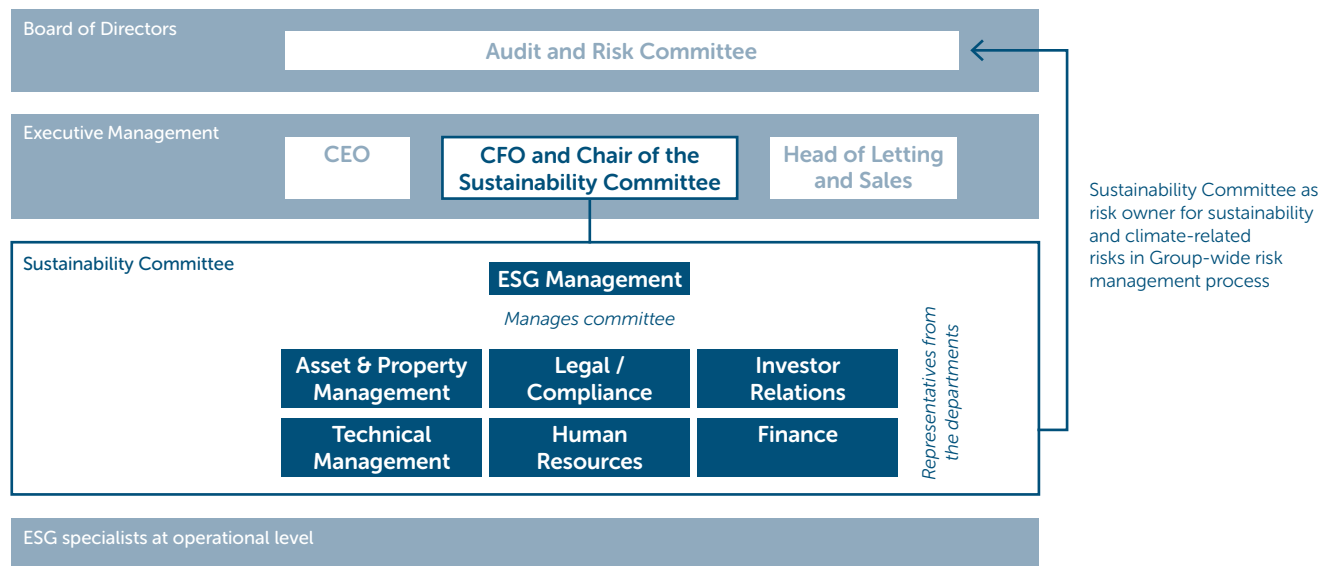 Board of Directors
Audit and Risk Committee
Executive Management
CEO
CFO and Chair of the
Sustainability Committee
Head of Letting
and Sales
Sustainability Committee as
risk owner for sustainability
and climate-related
risks in Group-wide risk
management process
Sustainability Committee
ESG Management
Manages committee
Asset & Property
Management
Legal /
Compliance
Investor
Relations
Technical
Management
Human
Resources
Finance
Representatives from
the departments
ESG specialists at operational level